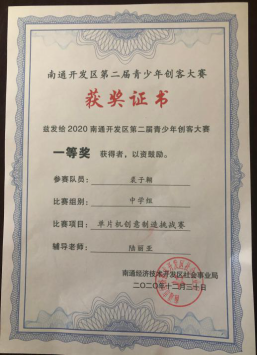 南通开发区第二届青少年创客大赛
获奖证书
兹发给2020南通开发区第二届青少年创客大赛
一等奖 获得者，以资鼓励。
参赛队员：
比赛组别：中学组
比赛项目：单片机创意制造挑战赛
辅导老师：陆丽亚
南通经济技术开发区社会事业局
二〇二〇年十二月三十日